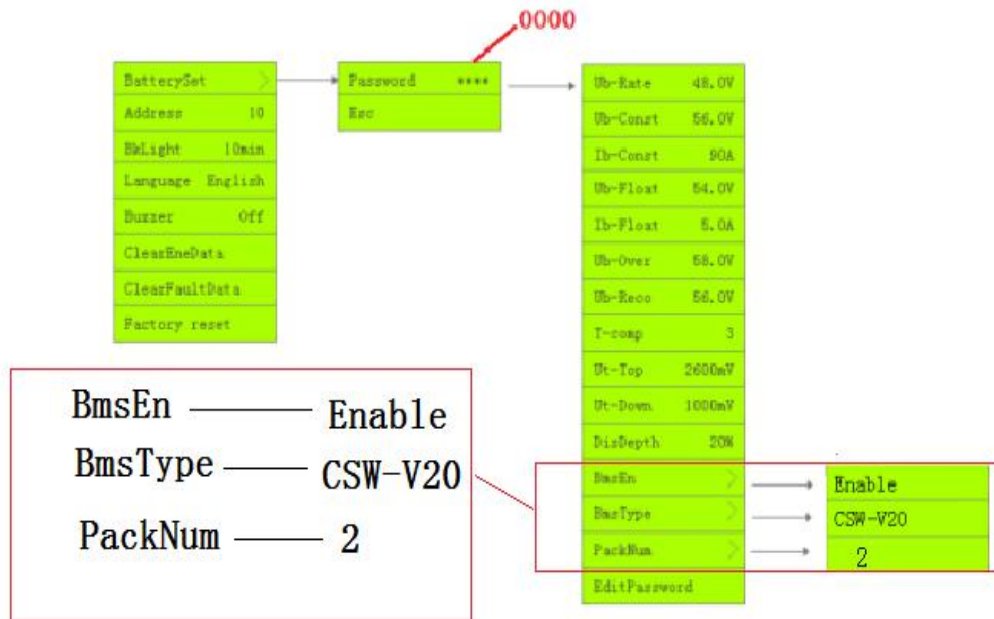 0000
BatterySet
Address 10
BkLight 10min
Language English
Buzzer Off
ClearEneData
ClearFaultData
Factory reset
Password ****
Esc
Ub-Rate 48.0V
Ub-Const 56.0V
Ib-Const 90A
Ub-Float 54.0V
Ib-Float 5.0A
Ub-Over 58.0V
Ub-Reco 56.0V
T-comp 3
Ut-Top 2600mV
Ut-Down 1000mV
DisDepth 20%
BmsEn
BmsType
PackNum
EditPassword
Enable
CSW-V20
2
BmsEn Enable
BmsType CSW-V20
PackNum 2